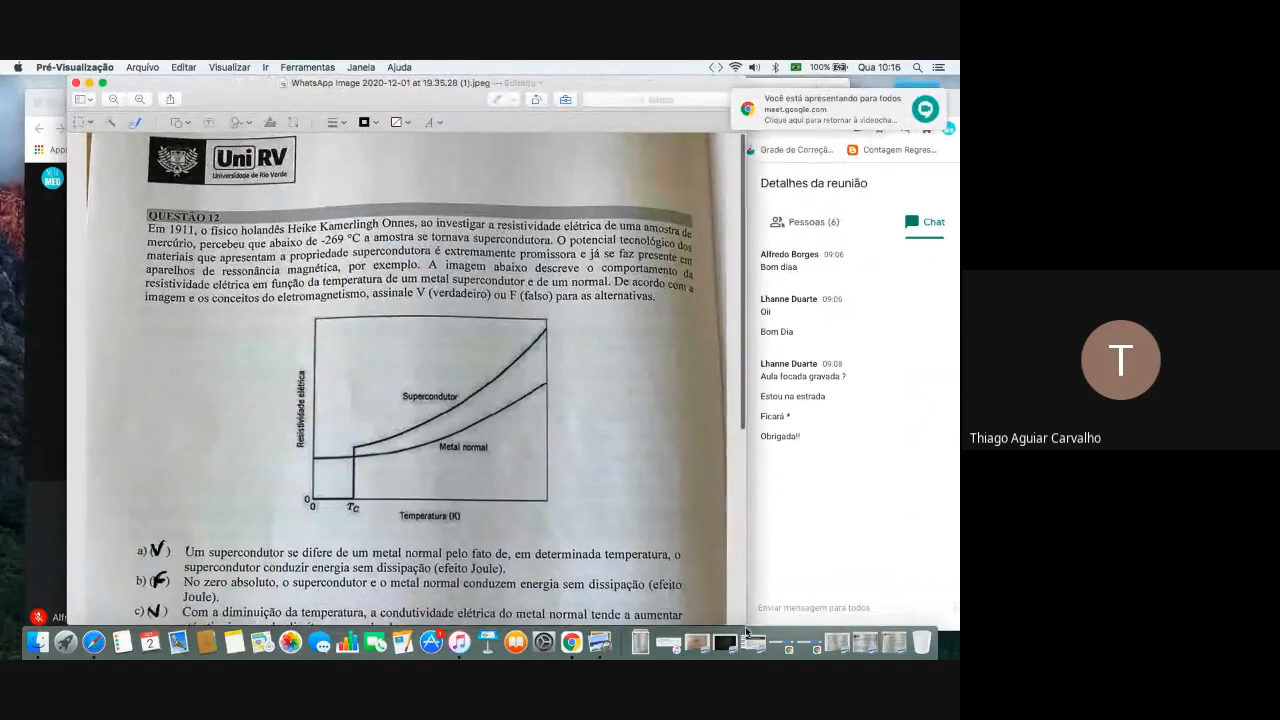 Pré-Visualização Arquivo Editar Visualizar Ir Ferramentas Janela Ajuda 100% Qua 10:16
WhatsApp Image 2020-12-01 at 19.35.28 (1).jpeg — Editado
Você está apresentando para todos
meet.google.com
Clique aqui para retornar à videocha...
Grade de Correçã... Contagem Regres...
Uni RV
Universidade de Rio Verde
QUESTÃO 12
Em 1911, o físico holandês Heike Kamerlingh Onnes, ao investigar a resistividade elétrica de uma amostra de
mercúrio, percebeu que abaixo de -269 °C a amostra se tornava supercondutora. O potencial tecnológico dos
materiais que apresentam a propriedade supercondutora é extremamente promissora e já se faz presente em
aparelhos de ressonância magnética, por exemplo. A imagem abaixo descreve o comportamento da
resistividade elétrica em função da temperatura de um metal supercondutor e de um normal. De acordo com a
imagem e os conceitos do eletromagnetismo, assinale V (verdadeiro) ou F (falso) para as alternativas.
Resistividade elétrica
Supercondutor
Metal normal
0
0 TC
Temperatura (K)
a) (V) Um supercondutor se difere de um metal normal pelo fato de, em determinada temperatura, o
supercondutor conduzir energia sem dissipação (efeito Joule).
b) (F) No zero absoluto, o supercondutor e o metal normal conduzem energia sem dissipação (efeito
Joule).
c) (V) Com a diminuição da temperatura, a condutividade elétrica do metal normal tende a aumentar
Detalhes da reunião
Pessoas (6) Chat
Alfredo Borges 09:06
Bom diaa
Lhanne Duarte 09:06
Oii
Bom Dia
Lhanne Duarte 09:08
Aula focada gravada ?
Estou na estrada
Ficará *
Obrigada!!
Enviar mensagem para todos
T
Thiago Aguiar Carvalho